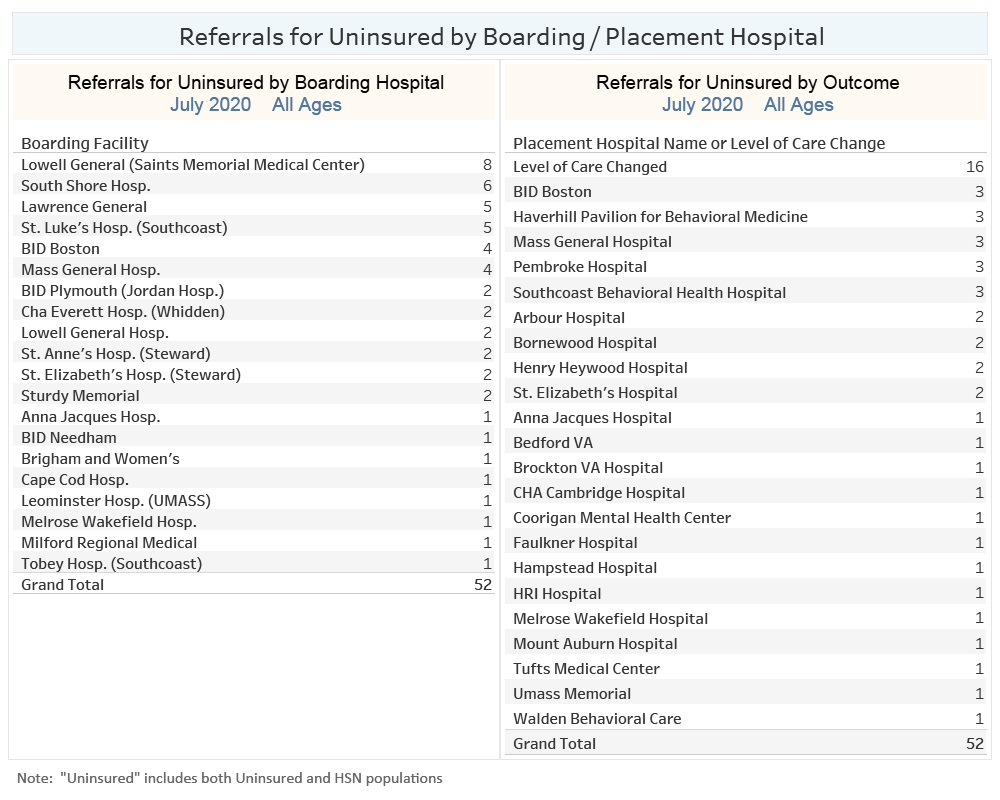 Referrals for Uninsured by Boarding / Placement Hospital
Referrals for Uninsured by Boarding Hospital
July 2020 All Ages
Boarding Facility
Lowell General (Saints Memorial Medical Center) 8
South Shore Hosp. 6
Lawrence General 5
St. Luke’s Hosp. (Southcoast) 5
BID Boston 4
Mass General Hosp. 4
BID Plymouth (Jordan Hosp.) 2
Cha Everett Hosp. (Whidden) 2
Lowell General Hosp. 2
St. Anne’s Hosp. (Steward) 2
St. Elizabeth’s Hosp. (Steward) 2
Sturdy Memorial 2
Anna Jacques Hosp. 1
BID Needham 1
Brigham and Women’s 1
Cape Cod Hosp. 1
Leominster Hosp. (UMASS) 1
Melrose Wakefield Hosp. 1
Milford Regional Medical 1
Tobey Hosp. (Southcoast) 1
Grand Total 52
Referrals for Uninsured by Outcome
July 2020 All Ages
Placement Hospital Name or Level of Care Change
Level of Care Changed 16
BID Boston 3
Haverhill Pavilion for Behavioral Medicine 3
Mass General Hospital 3
Pembroke Hospital 3
Southcoast Behavioral Health Hospital 3
Arbour Hospital 2
Bornewood Hospital 2
Henry Heywood Hospital 2
St. Elizabeth’s Hospital 2
Anna Jacques Hospital 1
Bedford VA 1
Brockton VA Hospital 1
CHA Cambridge Hospital 1
Coorigan Mental Health Center 1
Faulkner Hospital 1
Hampstead Hospital 1
HRI Hospital 1
Melrose Wakefield Hospital 1
Mount Auburn Hospital 1
Tufts Medical Center 1
Umass Memorial 1
Walden Behavioral Care 1
Grand Total 52
Note: "Uninsured" includes both Uninsured and HSN populations